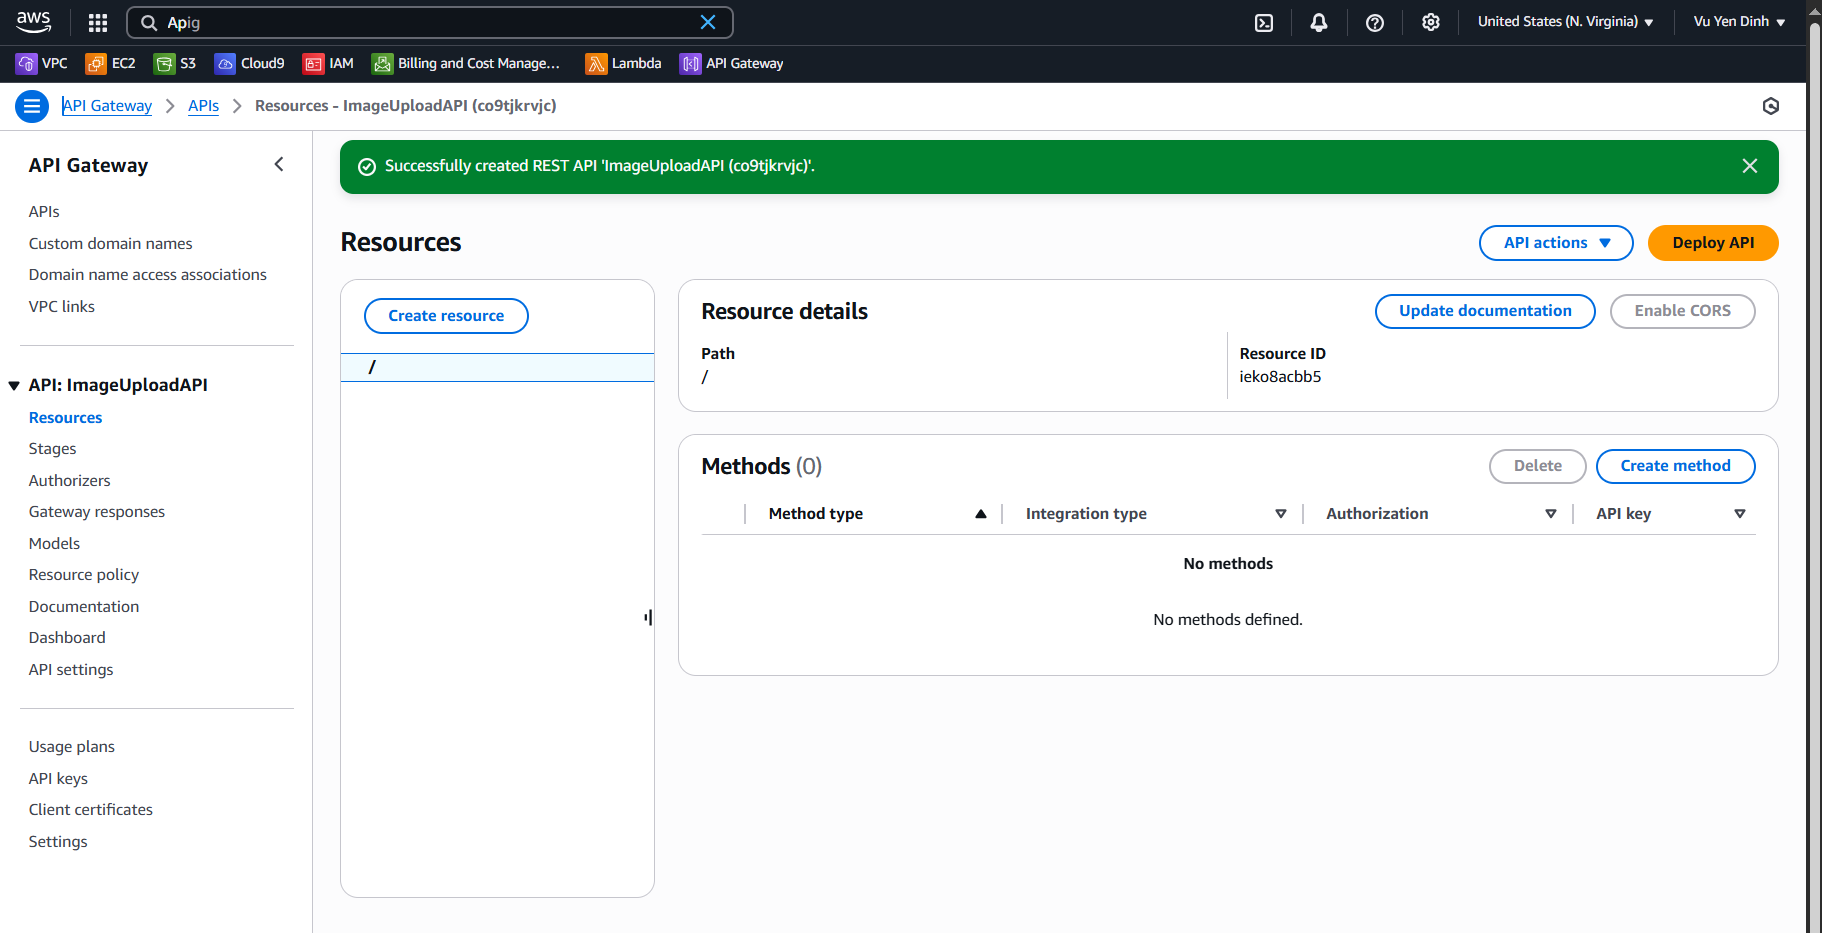 aws
Apig
United States (N. Virginia)
Vu Yen Dinh
VPC
EC2
S3
Cloud9
IAM
Billing and Cost Manage...
Lambda
API Gateway
API Gateway
APIs
Resources - ImageUploadAPI (co9tjkrvjc)
API Gateway
APIs
Custom domain names
Domain name access associations
VPC links
API: ImageUploadAPI
Resources
Stages
Authorizers
Gateway responses
Models
Resource policy
Documentation
Dashboard
API settings
Usage plans
API keys
Client certificates
Settings
Successfully created REST API 'ImageUploadAPI (co9tjkrvjc)'.
Resources
API actions
Deploy API
Create resource
/
Resource details
Update documentation
Enable CORS
Path
/
Resource ID
ieko8acbb5
Methods (0)
Delete
Create method
Method type
Integration type
Authorization
API key
No methods
No methods defined.